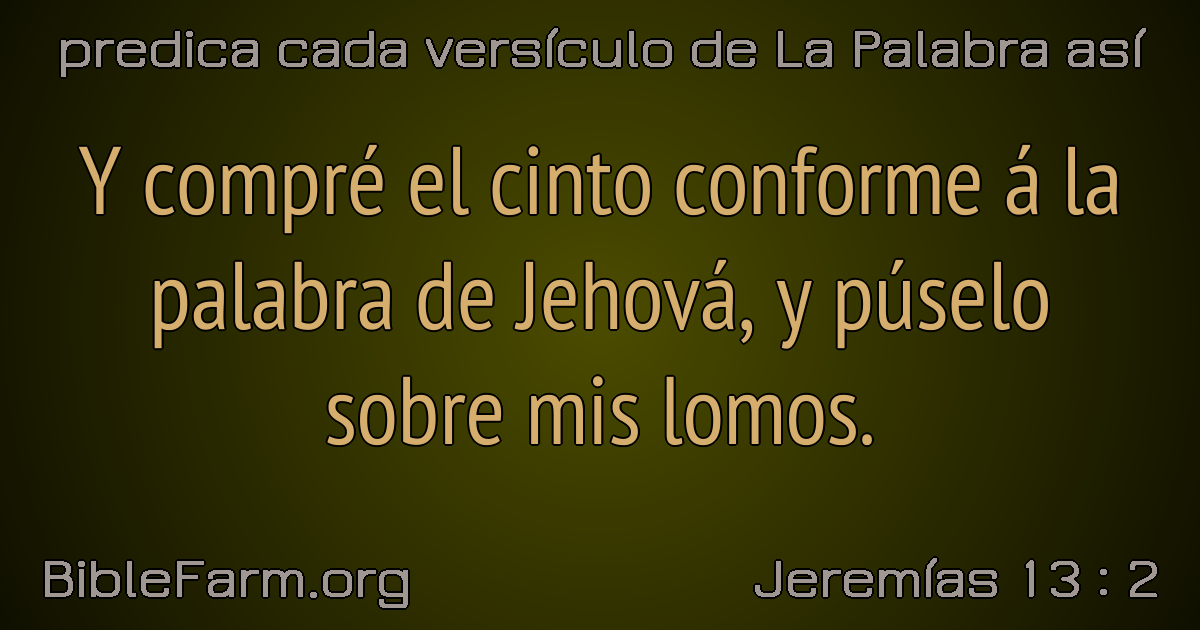 predica cada versículo de La Palabra así
Y compré el cinto conforme á la
palabra de Jehová, y púselo
sobre mis lomos.
BibleFarm.org
Jeremías 13 : 2